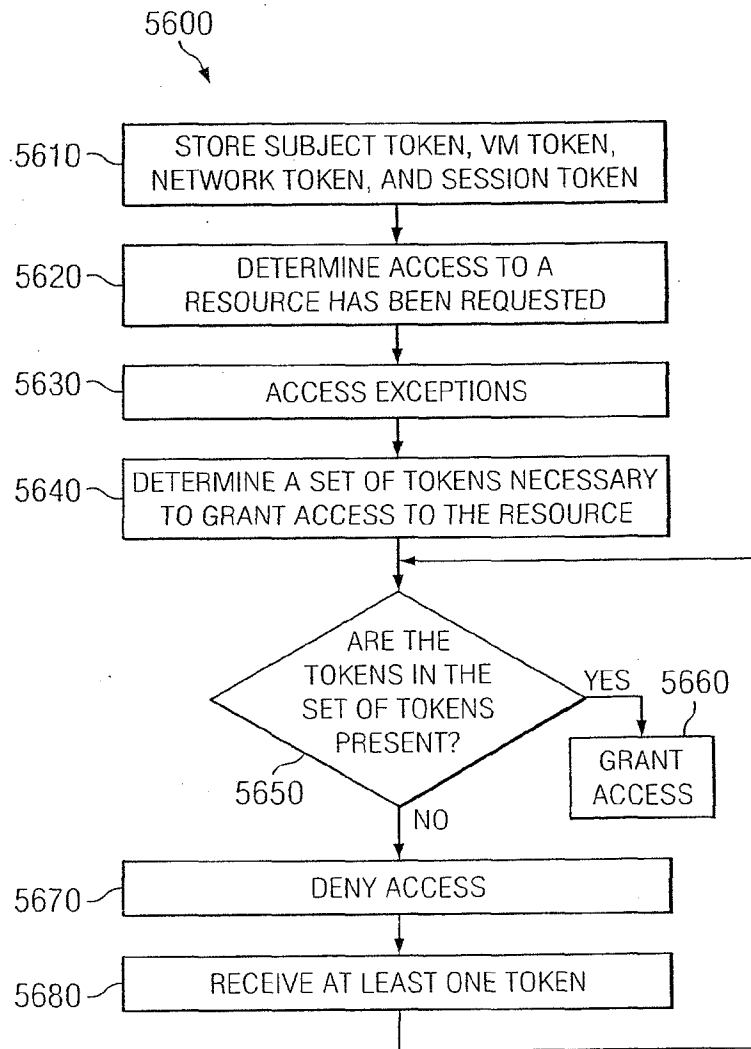 5600
5610
STORE SUBJECT TOKEN, VM TOKEN,
NETWORK TOKEN, AND SESSION TOKEN
5620
DETERMINE ACCESS TO A
RESOURCE HAS BEEN REQUESTED
5630
ACCESS EXCEPTIONS
5640
DETERMINE A SET OF TOKENS NECESSARY
TO GRANT ACCESS TO THE RESOURCE
ARE THE
TOKENS IN THE
SET OF TOKENS
PRESENT?
5650
YES
5660
GRANT
ACCESS
NO
5670
DENY ACCESS
5680
RECEIVE AT LEAST ONE TOKEN